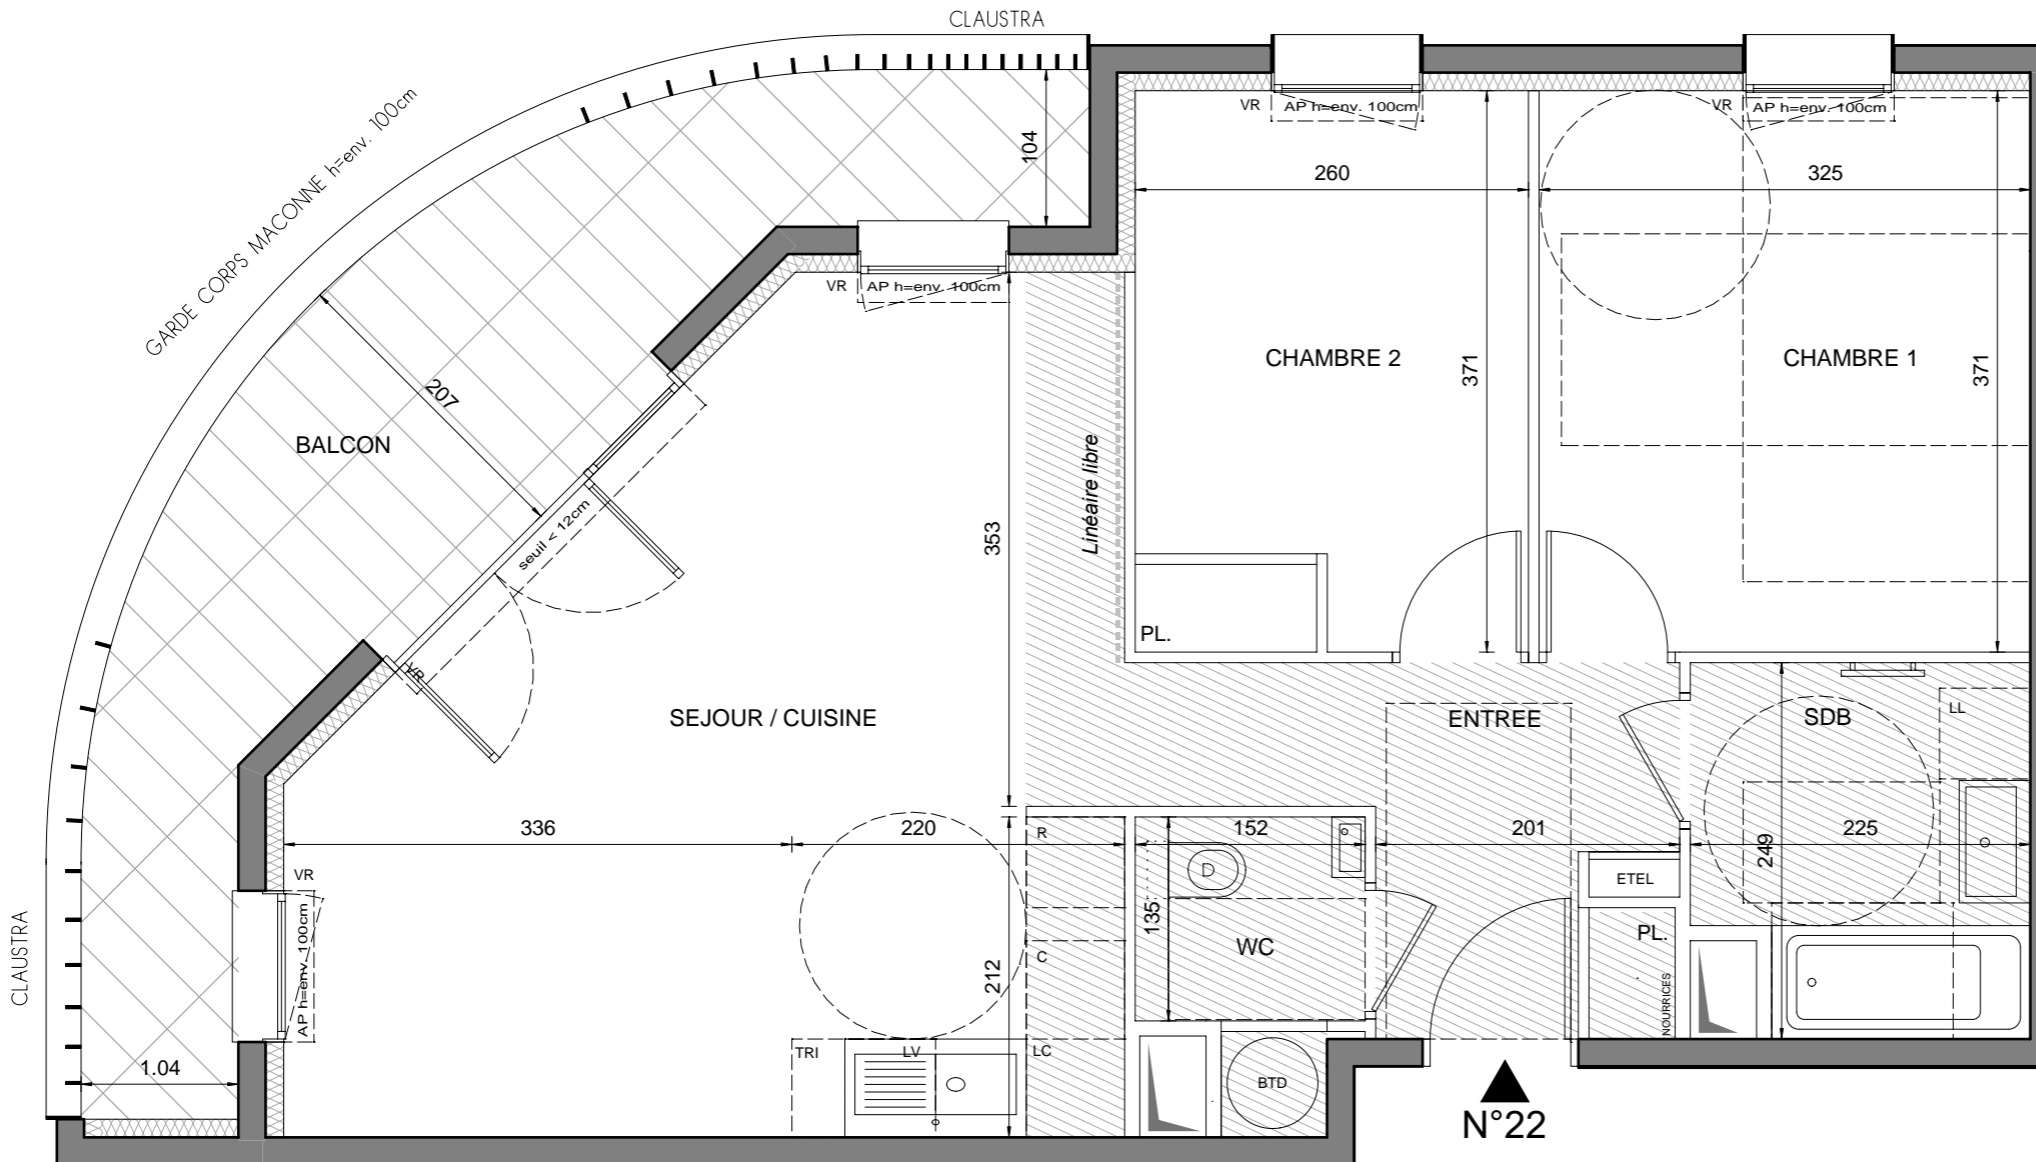 CLAUSTRA
GARDE CORPS MACONNE h=env. 100cm
VR
AP h=env. 100cm
VR
AP h=env. 100cm
104
260
325
VR
AP h=env. 100cm
CHAMBRE 2
371
CHAMBRE 1
371
207
BALCON
Linéaire libre
seuil < 12cm
353
PL.
VR
SEJOUR / CUISINE
ENTREE
SDB
LL
336
220
R
152
201
249
225
VR
AP h=env. 100cm
ETEL
135
WC
PL.
CLAUSTRA
212
C
NOURRICES
1.04
TRI
LV
LC
BTD
N°22